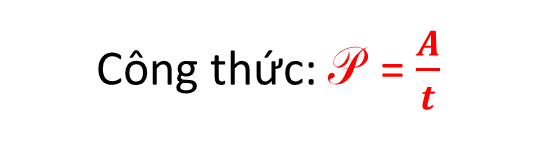 Công thức: 𝒫 = A/t